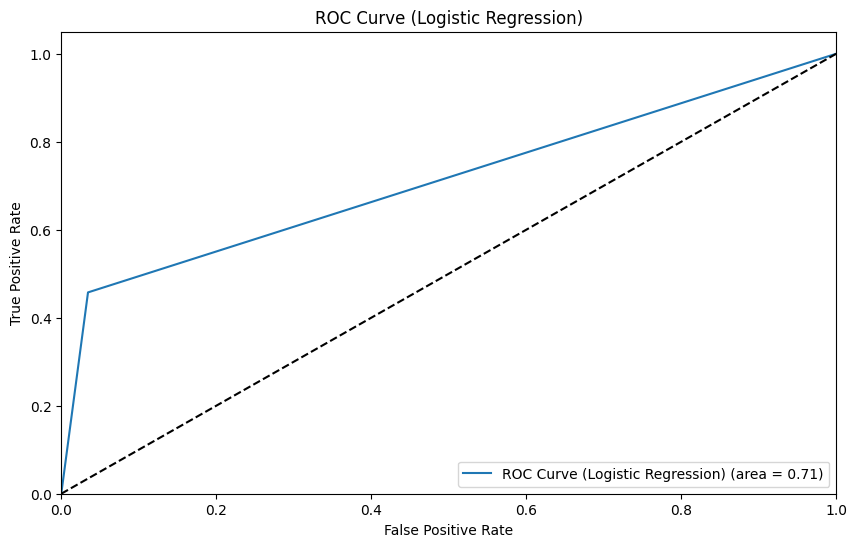 ROC Curve (Logistic Regression)
1.0
0.8
0.6
0.4
0.2
0.0
True Positive Rate
ROC Curve (Logistic Regression) (area = 0.71)
0.0 0.2 0.4 0.6 0.8 1.0
False Positive Rate